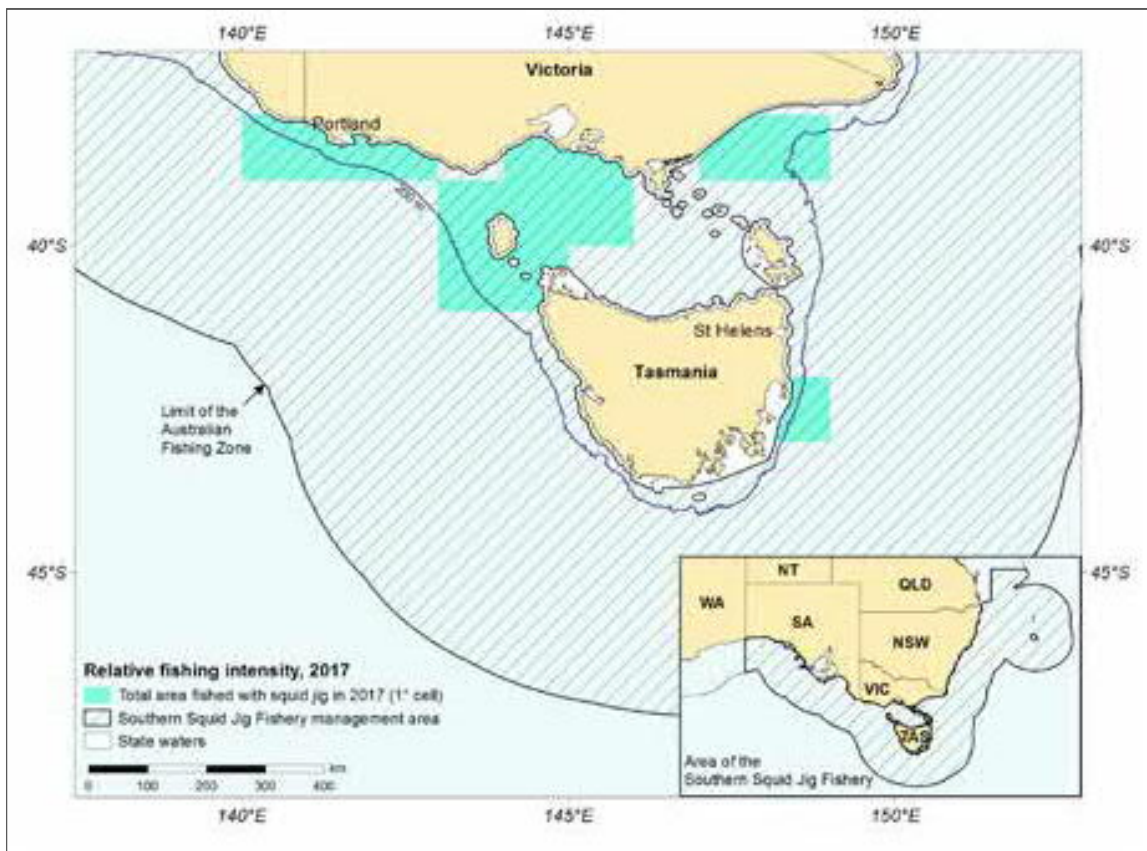 140°E
145°E
150°E
Victoria
Portland
200 m
40°S
40°S
St Helens
Tasmania
Limit of the
Australian
Fishing Zone
45°S
45°S
NT
QLD
WA
SA
NSW
VIC
TAS
Area of the
Southern Squid Jig Fishery
Relative fishing intensity, 2017
Total area fished with squid jig in 2017 (1° cell)
Southern Squid Jig Fishery management area
State waters
km
0 100 200 300 400
140°E
145°E
150°E